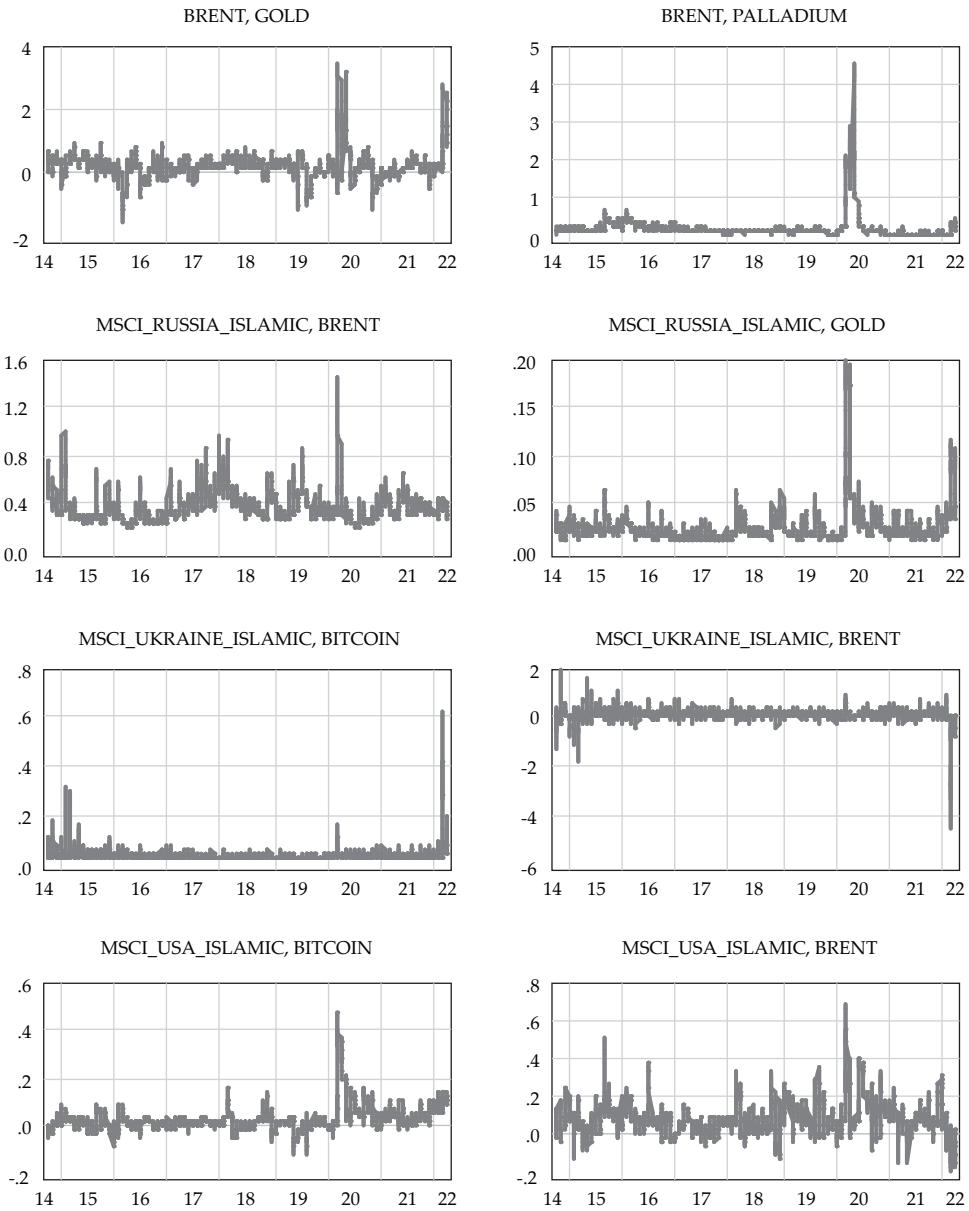 BRENT, GOLD
4
2
0
-2
14 15 16 17 18 19 20 21 22
BRENT, PALLADIUM
5
4
3
2
1
0
14 15 16 17 18 19 20 21 22
MSCI_RUSSIA_ISLAMIC, BRENT
1.6
1.2
0.8
0.4
0.0
14 15 16 17 18 19 20 21 22
MSCI_RUSSIA_ISLAMIC, GOLD
.20
.15
.10
.05
.00
14 15 16 17 18 19 20 21 22
MSCI_UKRAINE_ISLAMIC, BITCOIN
.8
.6
.4
.2
.0
14 15 16 17 18 19 20 21 22
MSCI_UKRAINE_ISLAMIC, BRENT
2
0
-2
-4
-6
14 15 16 17 18 19 20 21 22
MSCI_USA_ISLAMIC, BITCOIN
.6
.4
.2
.0
-.2
14 15 16 17 18 19 20 21 22
MSCI_USA_ISLAMIC, BRENT
.8
.6
.4
.2
.0
-.2
14 15 16 17 18 19 20 21 22